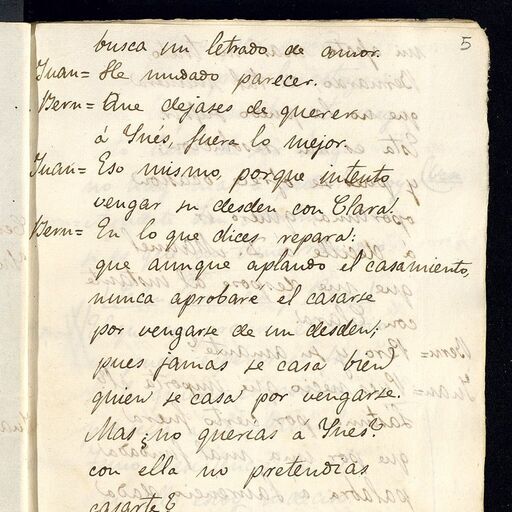 5
busca un letrado de amor.
Juan= He mudado parecer.
Bern= Que dejases de querer
á Ynés, fuera lo mejor.
Juan= Eso mismo, porque intento
vengar su desden con Clara.
Bern= En lo que dices repara:
que aunque aplaudo el casamiento,
nunca aprobare el casarse
por vengarse de un desden;
pues jamas se casa bien
quien se casa por vengarse.
Mas ¿no querias a Ynes?
con ella no pretendias
casarte?